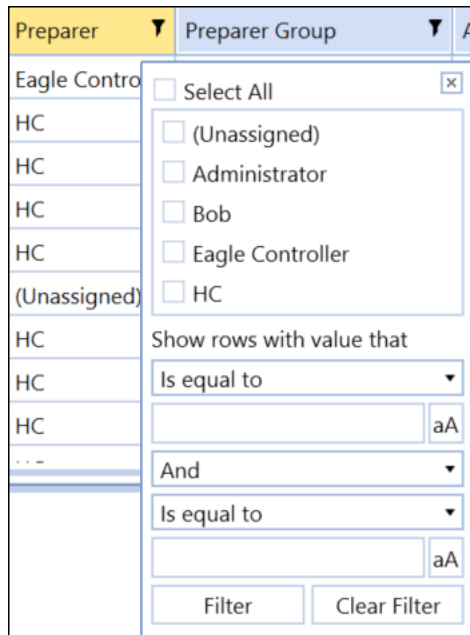 Preparer Preparer Group A
Eagle Contro
HC
HC
HC
HC
(Unassigned)
HC
HC
HC
Select All
(Unassigned)
Administrator
Bob
Eagle Controller
HC
Show rows with value that
Is equal to
aA
And
Is equal to
aA
Filter Clear Filter